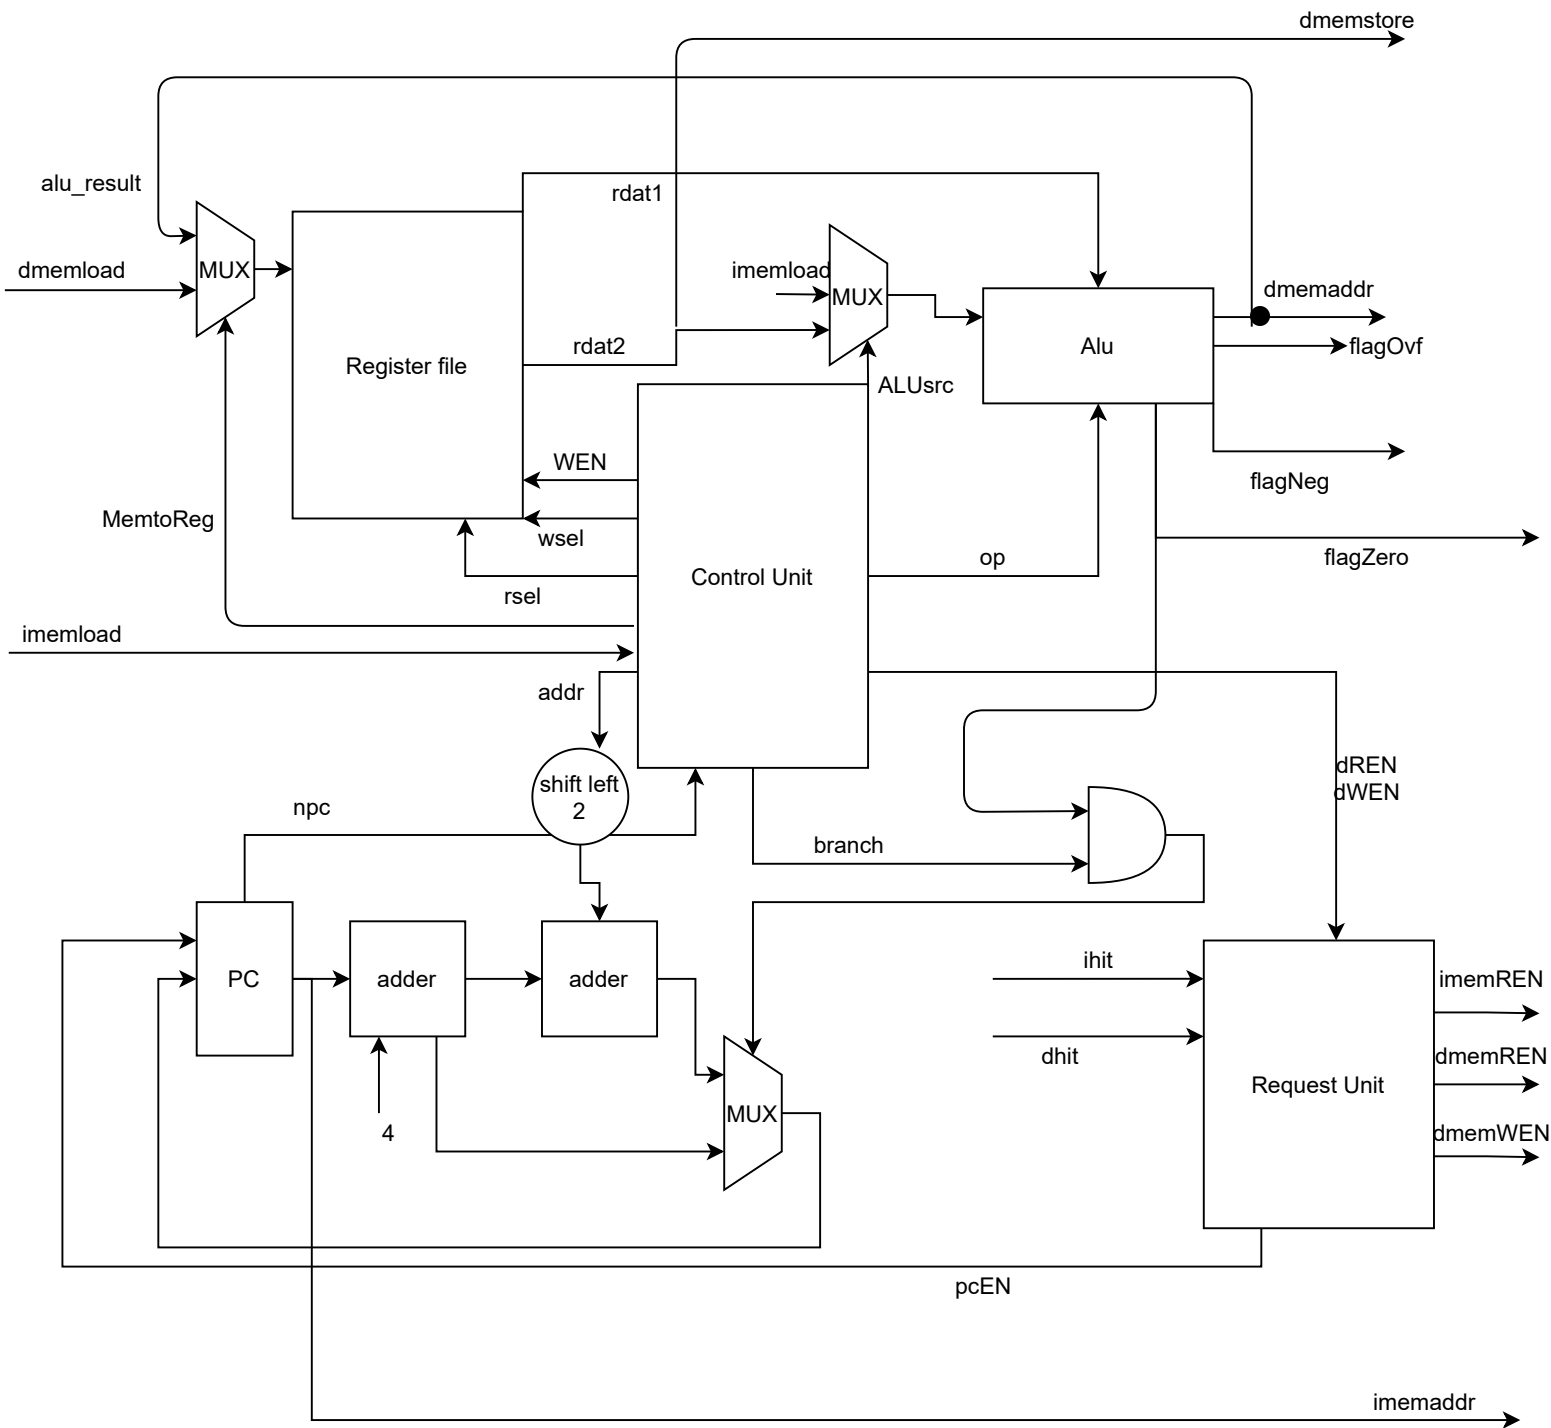 dmemstore
alu_result
rdat1
dmemload
MUX
imemload
MUX
dmemaddr
Register file
rdat2
Alu
flagOvf
ALUsrc
WEN
flagNeg
MemtoReg
wsel
op
flagZero
Control Unit
rsel
imemload
addr
shift left
2
dREN
dWEN
npc
branch
PC
adder
adder
ihit
imemREN
dhit
dmemREN
Request Unit
MUX
4
dmemWEN
pcEN
imemaddr